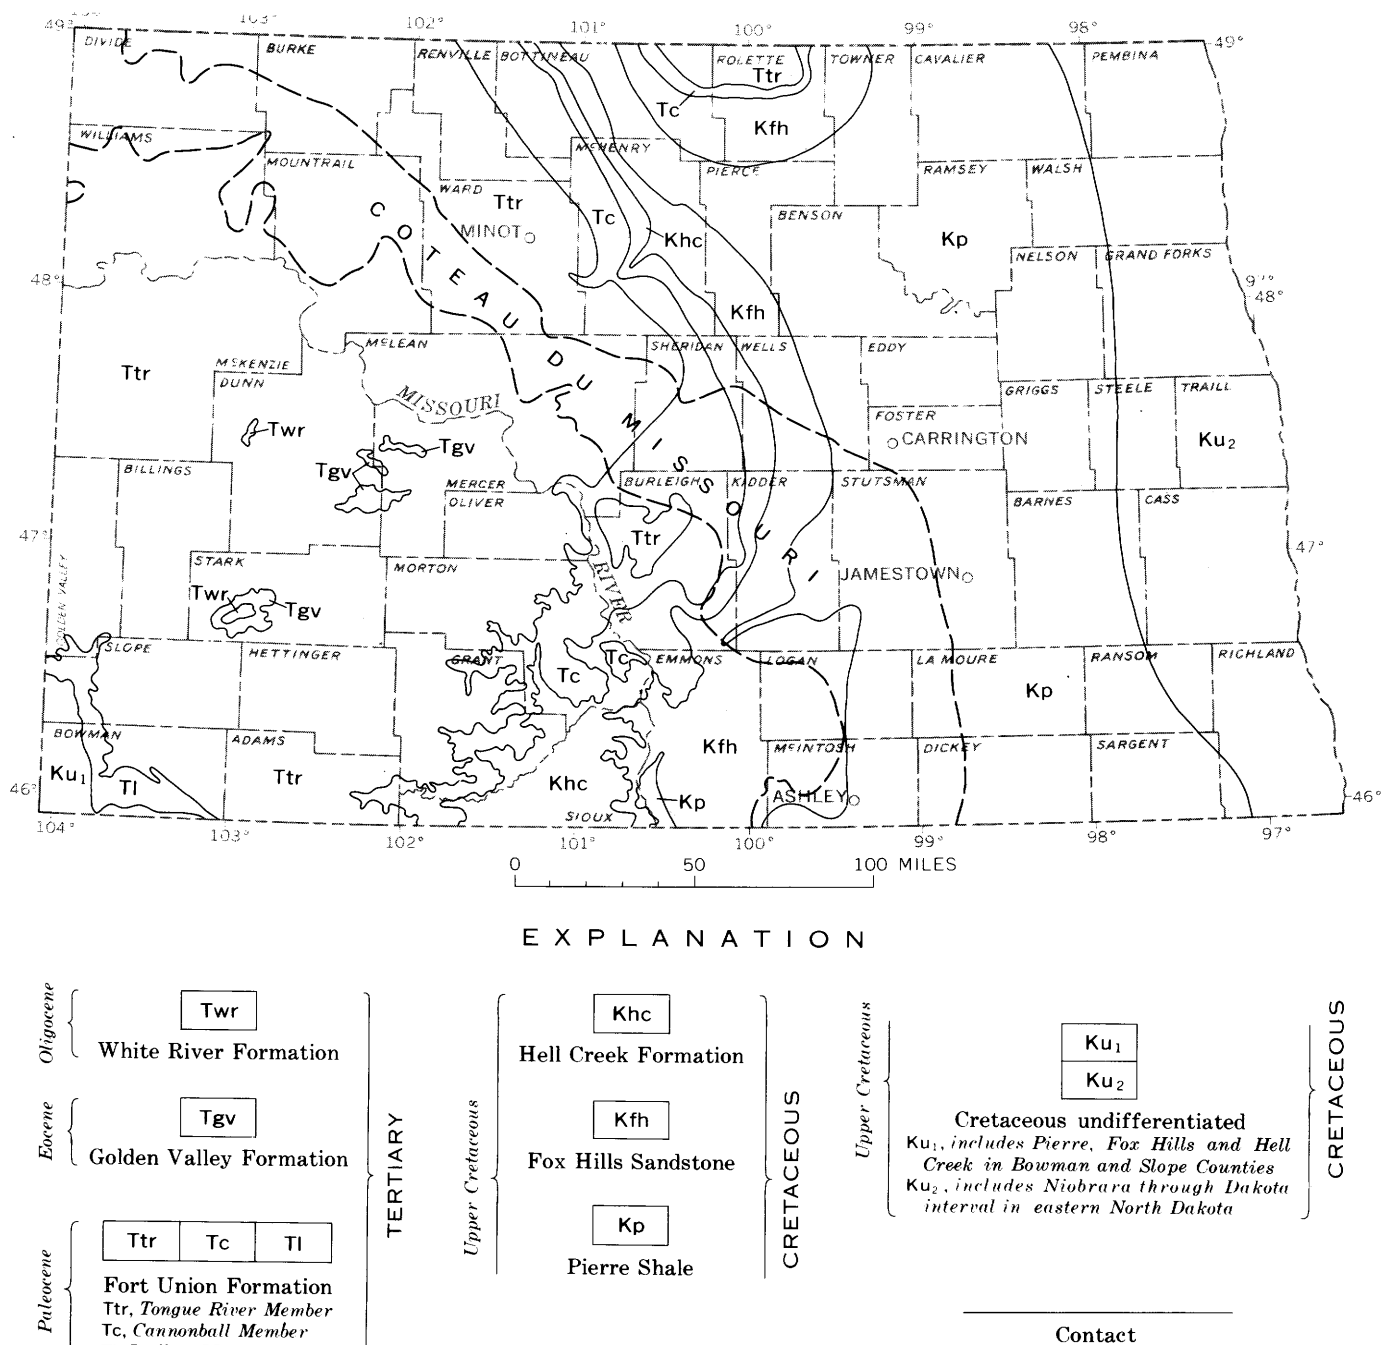 49°
103°
102°
101°
100°
99°
98°
49°
DIVIDE
BURKE
RENVILLE
BOTTINEAU
ROLETTE
TOWNER
CAVALIER
PEMBINA
Ttr
Tc
Kfh
WILLIAMS
MOUNTRAIL
McHENRY
PIERCE
RAMSEY
WALSH
WARD
Ttr
MINOT
Tc
Khc
BENSON
Kp
NELSON
GRAND FORKS
COTEAU DU MISSOURI
48°
97°
48°
Kfh
McLEAN
SHERIDAN
WELLS
EDDY
McKENZIE
DUNN
Ttr
MISSOURI
GRIGGS
STEELE
TRAILL
FOSTER
CARRINGTON
Ku2
Twr
Tgv
Tgv
BILLINGS
MERCER
OLIVER
BURLEIGH
KIDDER
STUTSMAN
BARNES
CASS
47°
Ttr
47°
GOLDEN VALLEY
STARK
MORTON
RIVER
JAMESTOWN
Twr
Tgv
SLOPE
HETTINGER
GRANT
Tc
Tc
EMMONS
LOGAN
LA MOURE
RANSOM
RICHLAND
Kp
BOWMAN
ADAMS
Kfh
McINTOSH
DICKEY
SARGENT
Ku1
Tl
Ttr
Khc
Kp
ASHLEY
46°
46°
SIOUX
104°
103°
102°
101°
100°
99°
98°
97°
0 50 100 MILES
EXPLANATION
Oligocene
Twr
White River Formation
Eocene
Tgv
Golden Valley Formation
Paleocene
Ttr Tc Tl
Fort Union Formation
Ttr, Tongue River Member
Tc, Cannonball Member
TERTIARY
Upper Cretaceous
Khc
Hell Creek Formation
Kfh
Fox Hills Sandstone
Kp
Pierre Shale
CRETACEOUS
Upper Cretaceous
Ku1
Ku2
Cretaceous undifferentiated
Ku1, includes Pierre, Fox Hills and Hell
Creek in Bowman and Slope Counties
Ku2, includes Niobrara through Dakota
interval in eastern North Dakota
CRETACEOUS
Contact